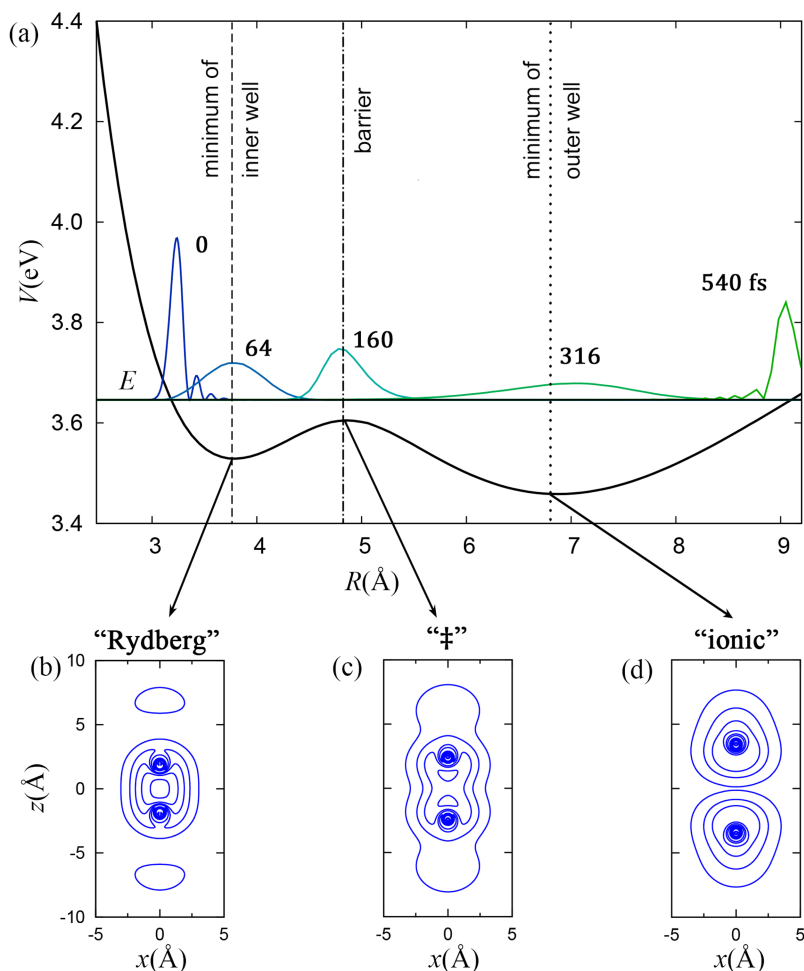 (a)
4.4
4.2
4.0
3.8
3.6
3.4
V(eV)
minimum of
inner well
barrier
minimum of
outer well
0
64
160
316
540 fs
E
3
4
5
6
7
8
9
R(Å)
“Rydberg”
“‡”
“ionic”
(b)
(c)
(d)
10
5
0
-5
-10
z(Å)
-5
0
5
-5
0
5
-5
0
5
x(Å)
x(Å)
x(Å)